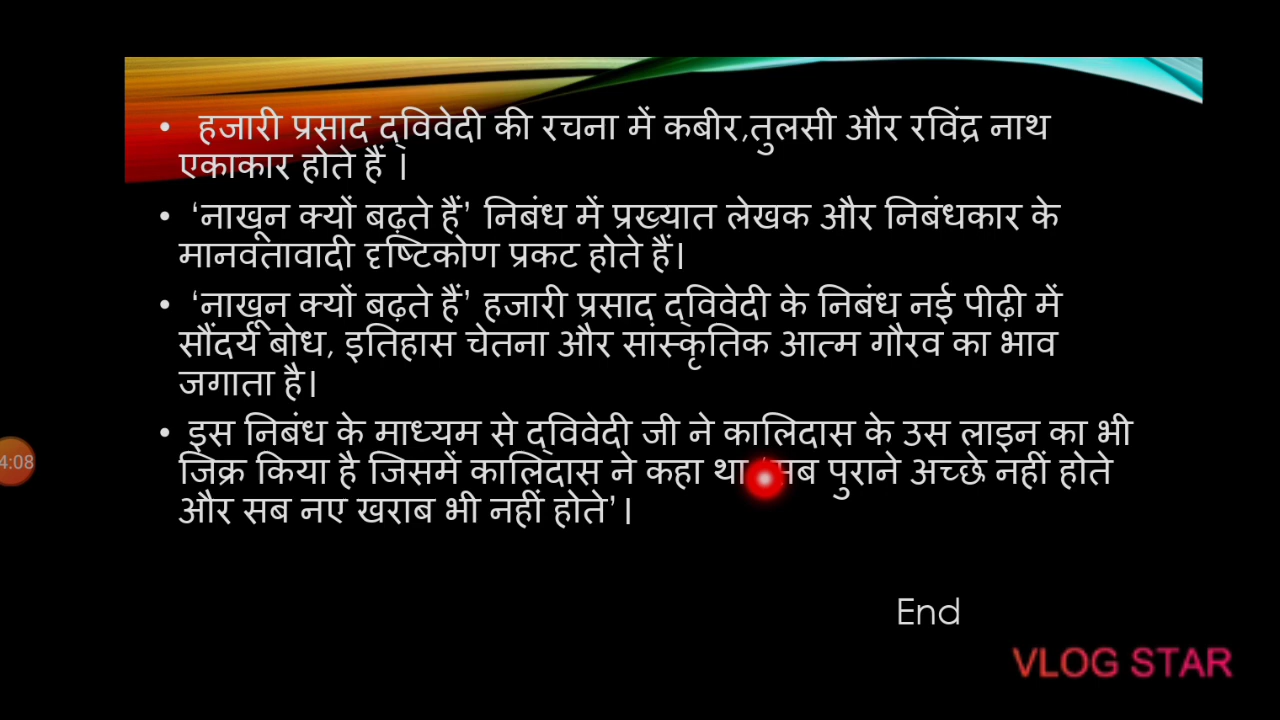 • हजारी प्रसाद द्विवेदी की रचना में कबीर,तुलसी और रविंद्र नाथ
एकाकार होते हैं ।
• ‘नाखून क्यों बढ़ते हैं’ निबंध में प्रख्यात लेखक और निबंधकार के
मानवतावादी दृष्टिकोण प्रकट होते हैं।
• ‘नाखून क्यों बढ़ते हैं’ हजारी प्रसाद द्विवेदी के निबंध नई पीढ़ी में
सौंदर्य बोध, इतिहास चेतना और सांस्कृतिक आत्म गौरव का भाव
जगाता है।
• इस निबंध के माध्यम से द्विवेदी जी ने कालिदास के उस लाइन का भी
जिक्र किया है जिसमें कालिदास ने कहा था ‘सब पुराने अच्छे नहीं होते
और सब नए खराब भी नहीं होते’।
4:08
End
VLOG STAR